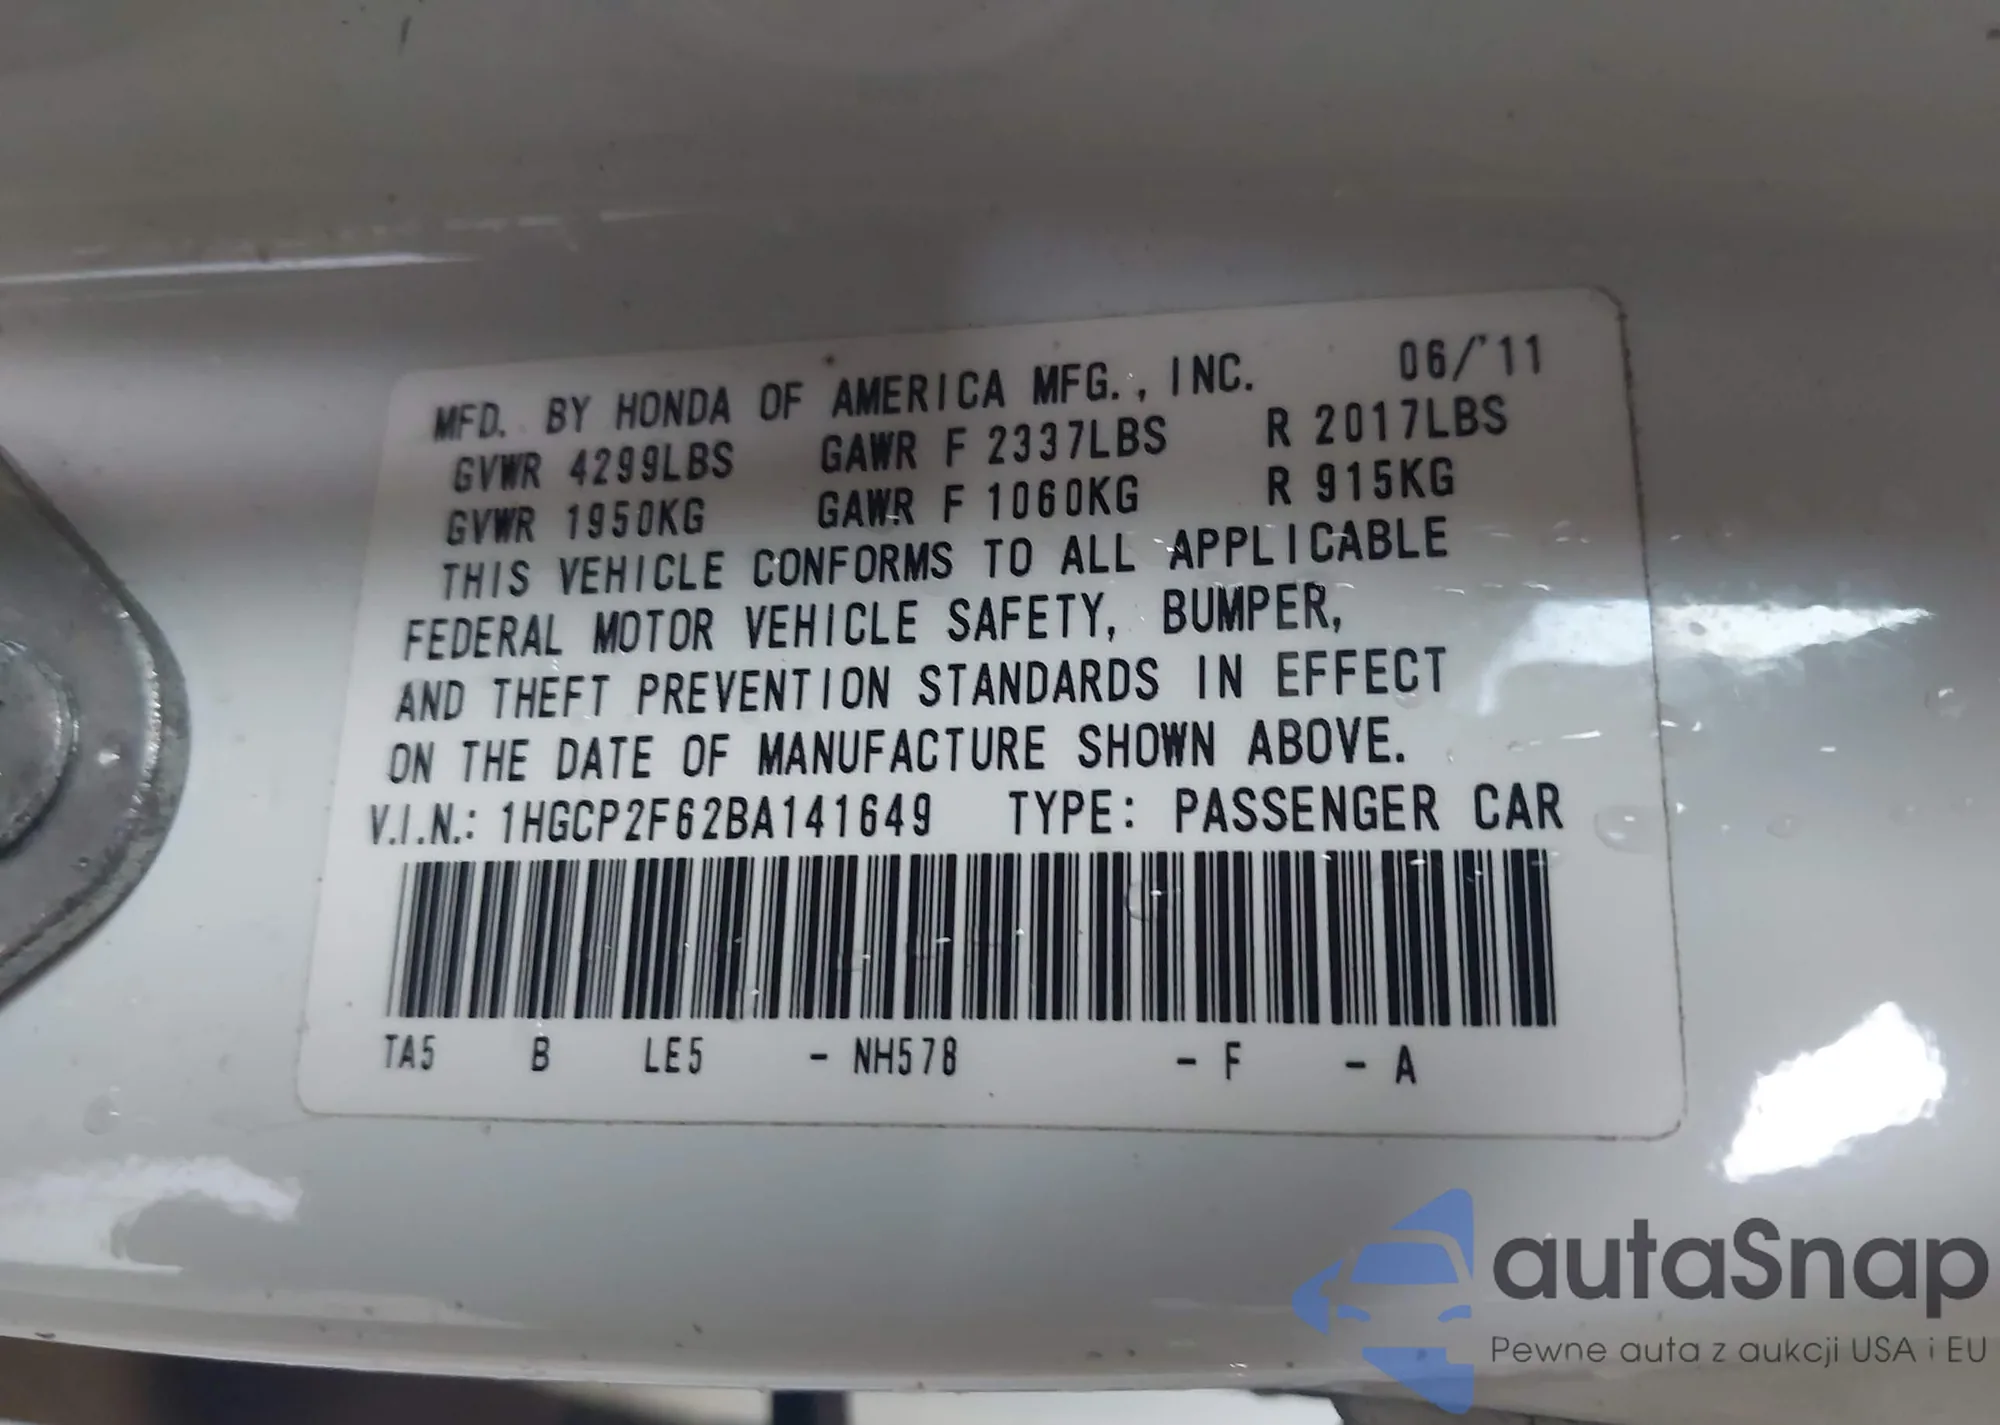 MFD. BY HONDA OF AMERICA MFG., INC. 06/'11
GVWR 4299LBS GAWR F 2337LBS R 2017LBS
GVWR 1950KG GAWR F 1060KG R 915KG
THIS VEHICLE CONFORMS TO ALL APPLICABLE
FEDERAL MOTOR VEHICLE SAFETY, BUMPER,
AND THEFT PREVENTION STANDARDS IN EFFECT
ON THE DATE OF MANUFACTURE SHOWN ABOVE.
V.I.N.: 1HGCP2F62BA141649 TYPE: PASSENGER CAR
TA5 B LE5 - NH578 - F - A
autaSnap
Pewne auta z aukcji USA i EU